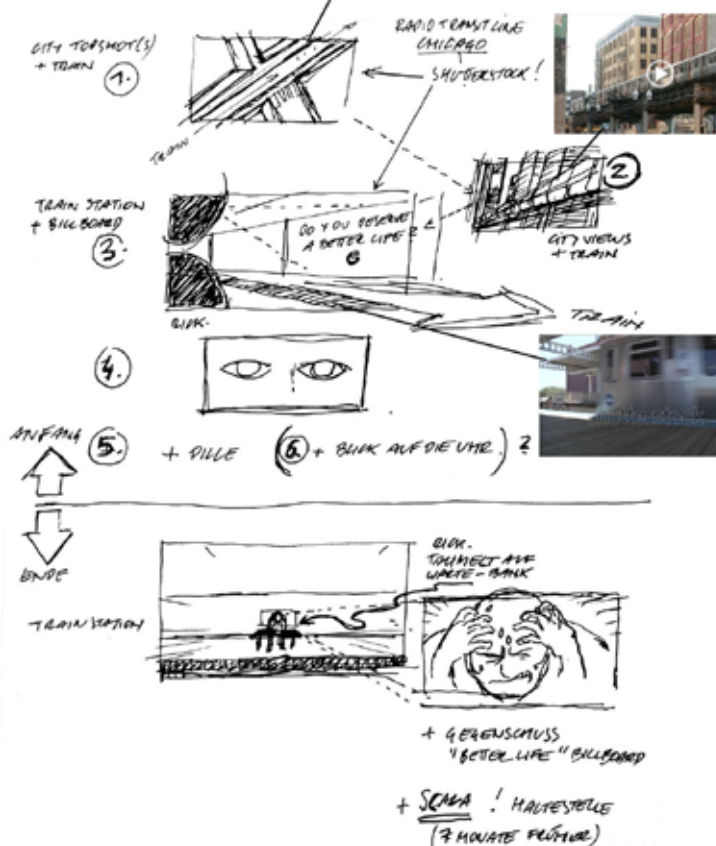 CITY TOPSHOT(S)
+ TRAIN
1.
TRAIN
RAPID TRANSIT LINE
CHICAGO
SHUTTERSTOCK!
2
CITY VIEWS
+ TRAIN
TRAIN STATION
+ BILLBOARD
3.
DO YOU DESERVE
A BETTER LIFE?
TRAIN
RICK.
4.
ANFANG
5.
+ PILLE
(6. + BLICK AUF DIE UHR.) ?
ENDE
TRAIN STATION
RICK.
TAUMELT AUF
WARTE-BANK
+ GEGENSCHUSS
"BETTER LIFE" BILLBOARD
+ SCALA ! HALTESTELLE
(7 MONATE FRÜHER)